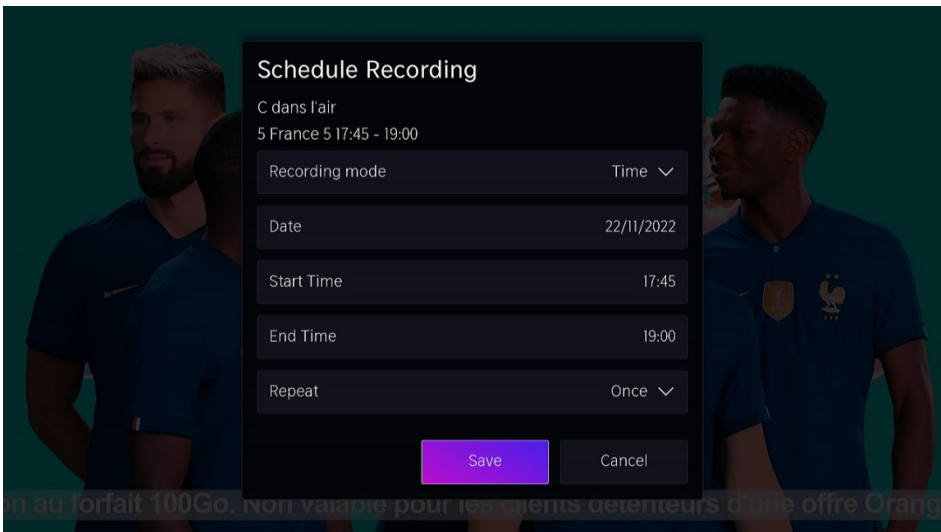 Schedule Recording
C dans l'air
5 France 5 17:45 - 19:00
Recording mode Time
Date 22/11/2022
Start Time 17:45
End Time 19:00
Repeat Once
Save Cancel
on au forfait 100Go. Non valable pour les clients détenteurs d'une offre Orang